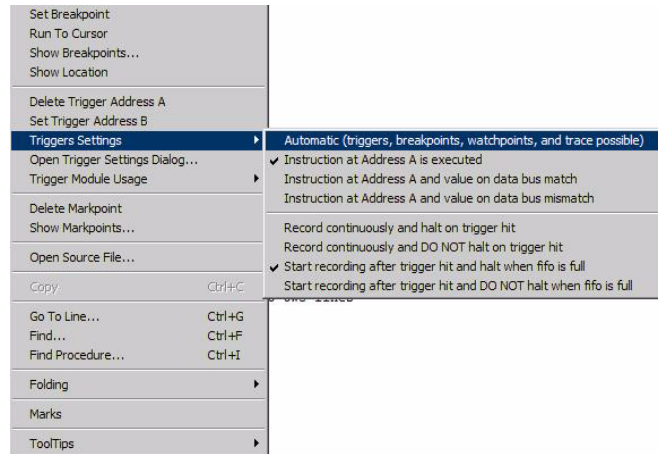 Set Breakpoint
Run To Cursor
Show Breakpoints...
Show Location
Delete Trigger Address A
Set Trigger Address B
Triggers Settings
Open Trigger Settings Dialog...
Trigger Module Usage
Delete Markpoint
Show Markpoints...
Open Source File...
Copy Ctrl+C
Go To Line... Ctrl+G
Find... Ctrl+F
Find Procedure... Ctrl+I
Folding
Marks
ToolTips
Automatic (triggers, breakpoints, watchpoints, and trace possible)
Instruction at Address A is executed
Instruction at Address A and value on data bus match
Instruction at Address A and value on data bus mismatch
Record continuously and halt on trigger hit
Record continuously and DO NOT halt on trigger hit
Start recording after trigger hit and halt when fifo is full
Start recording after trigger hit and DO NOT halt when fifo is full